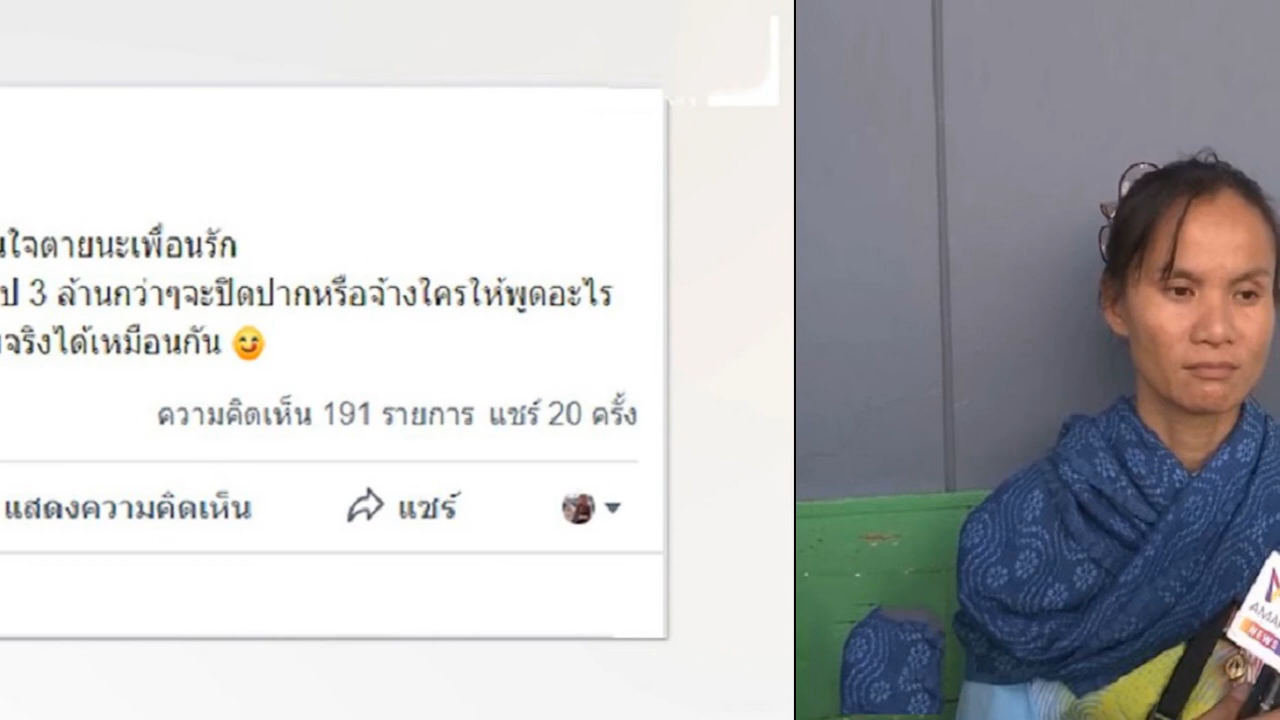 นใจตายนะเพื่อนรัก
ป 3 ล้านกว่าๆจะปิดปากหรือจ้างใครให้พูดอะไร
จริงได้เหมือนกัน 😋
ความคิดเห็น 191 รายการ แชร์ 20 ครั้ง
แสดงความคิดเห็น แชร์
NEWS